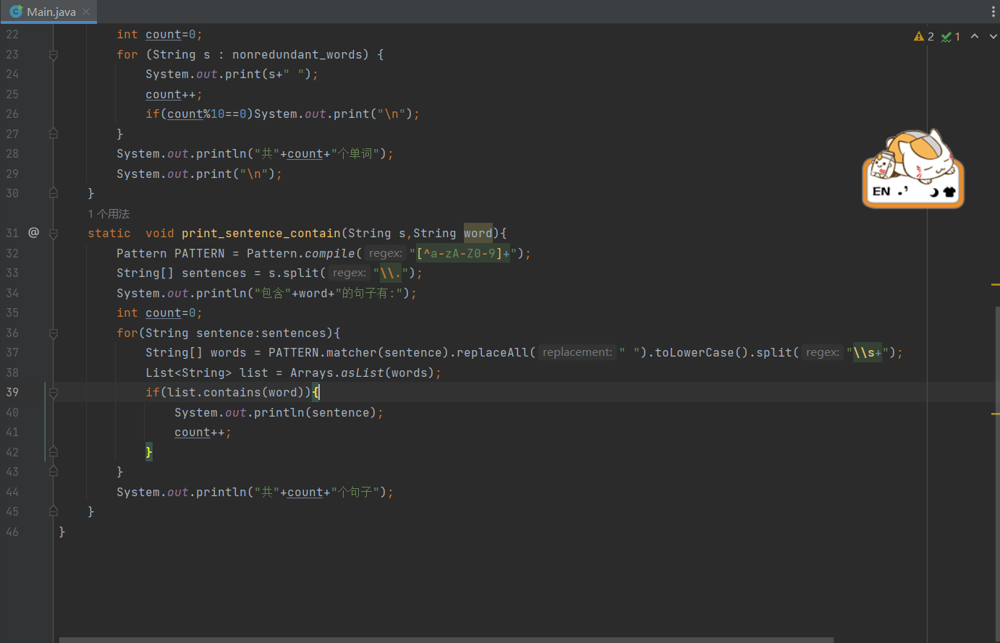 Main.java
2 1
22 int count=0;
23 for (String s : nonredundant_words) {
24 System.out.print(s+" ");
25 count++;
26 if(count%10==0)System.out.print("\n");
27 }
28 System.out.println("共"+count+"个单词");
29 System.out.print("\n");
30 }
1 个用法
31 @ static  void print_sentence_contain(String s,String word){
32 Pattern PATTERN = Pattern.compile( regex: "[^a-zA-Z0-9]+");
33 String[] sentences = s.split( regex: "\\.");
34 System.out.println("包含"+word+"的句子有:");
35 int count=0;
36 for(String sentence:sentences){
37 String[] words = PATTERN.matcher(sentence).replaceAll( replacement: " ").toLowerCase().split( regex: "\\s+");
38 List<String> list = Arrays.asList(words);
39 if(list.contains(word)){
40 System.out.println(sentence);
41 count++;
42 }
43 }
44 System.out.println("共"+count+"个句子");
45 }
46 }
EN